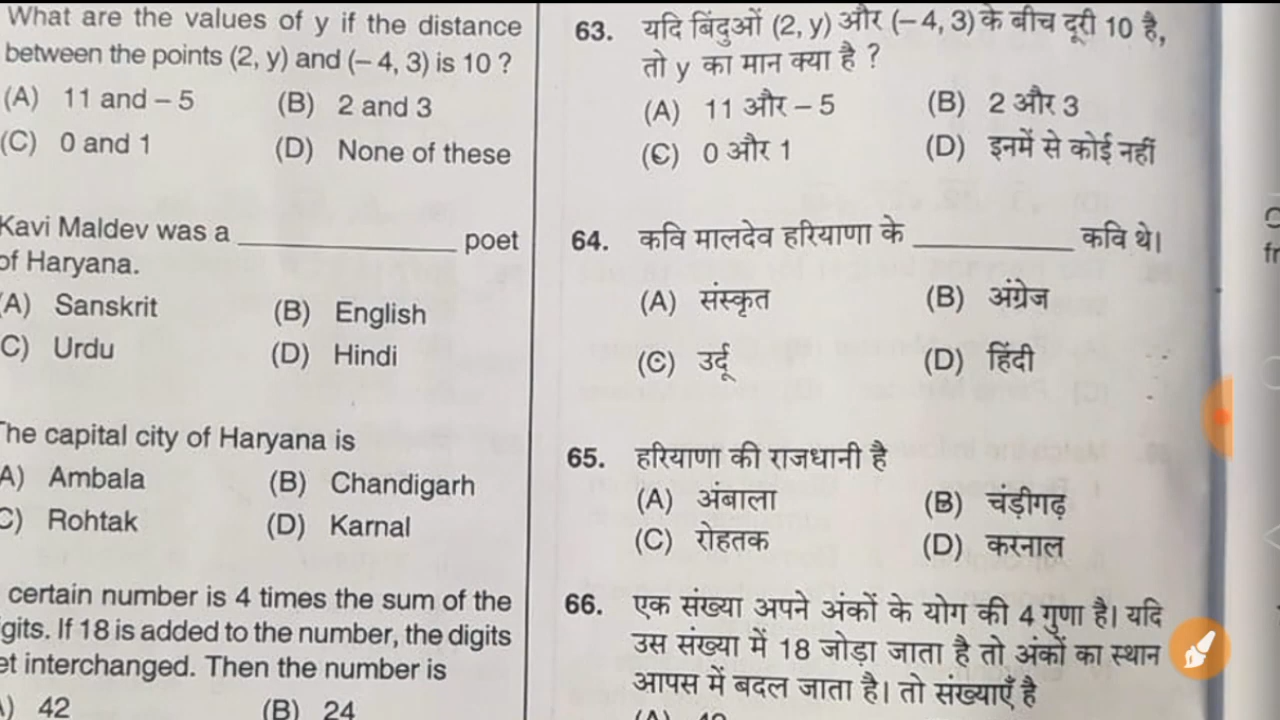 What are the values of y if the distance
between the points (2, y) and (– 4, 3) is 10 ?
(A) 11 and – 5 (B) 2 and 3
(C) 0 and 1 (D) None of these
Kavi Maldev was a ____________ poet
of Haryana.
(A) Sanskrit (B) English
C) Urdu (D) Hindi
The capital city of Haryana is
A) Ambala (B) Chandigarh
C) Rohtak (D) Karnal
certain number is 4 times the sum of the
gits. If 18 is added to the number, the digits
et interchanged. Then the number is
) 42 (B) 24
63. यदि बिंदुओं (2, y) और (– 4, 3) के बीच दूरी 10 है,
तो y का मान क्या है ?
(A) 11 और – 5 (B) 2 और 3
(C) 0 और 1 (D) इनमें से कोई नहीं
64. कवि मालदेव हरियाणा के ____________ कवि थे।
(A) संस्कृत (B) अंग्रेज
(C) उर्दू (D) हिंदी
65. हरियाणा की राजधानी है
(A) अंबाला (B) चंड़ीगढ़
(C) रोहतक (D) करनाल
66. एक संख्या अपने अंकों के योग की 4 गुणा है। यदि
उस संख्या में 18 जोड़ा जाता है तो अंकों का स्थान
आपस में बदल जाता है। तो संख्याएँ है